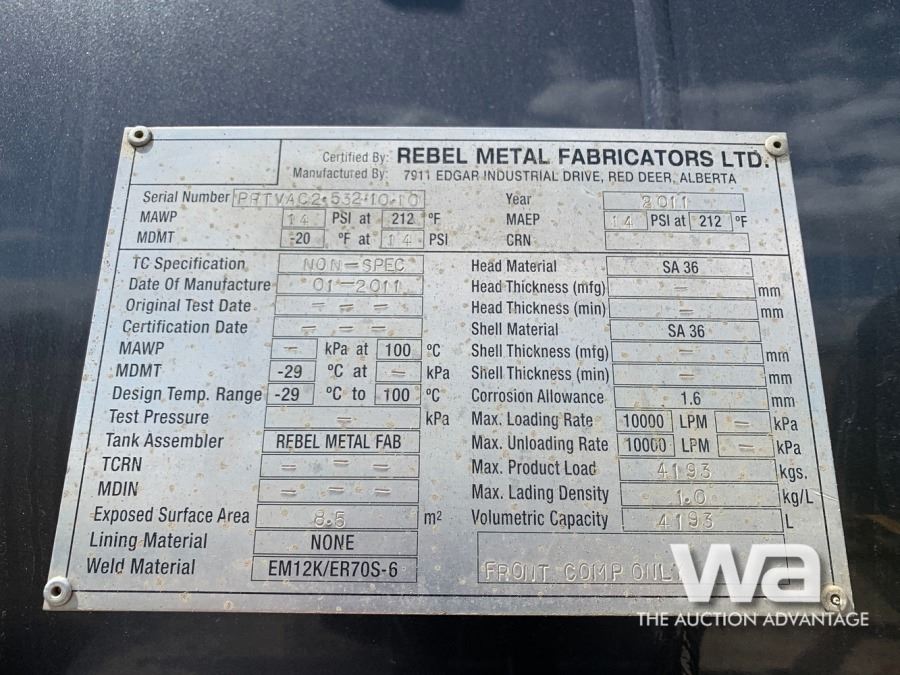 Certified By: REBEL METAL FABRICATORS LTD.
Manufactured By: 7911 EDGAR INDUSTRIAL DRIVE, RED DEER, ALBERTA
Serial Number PRTVAC2-532-10-10 Year 2011
MAWP 14 PSI at 212 °F MAEP 14 PSI at 212 °F
MDMT -20 °F at 14 PSI CRN
TC Specification NON-SPEC Head Material SA 36
Date Of Manufacture 01-2011 Head Thickness (mfg) - mm
Original Test Date - - - Head Thickness (min) - mm
Certification Date - - - Shell Material SA 36
MAWP - kPa at 100 °C Shell Thickness (mfg) - mm
MDMT -29 °C at - kPa Shell Thickness (min) - mm
Design Temp. Range -29 °C to 100 °C Corrosion Allowance 1.6 mm
Test Pressure - kPa Max. Loading Rate 10000 LPM - kPa
Tank Assembler REBEL METAL FAB Max. Unloading Rate 10000 LPM - kPa
TCRN - - - Max. Product Load 4193 kgs.
MDIN - - - Max. Lading Density 1.0 kg/L
Exposed Surface Area 8.5 m² Volumetric Capacity 4193 L
Lining Material NONE
Weld Material EM12K/ER70S-6 FRONT COMP ONLY
wa
THE AUCTION ADVANTAGE